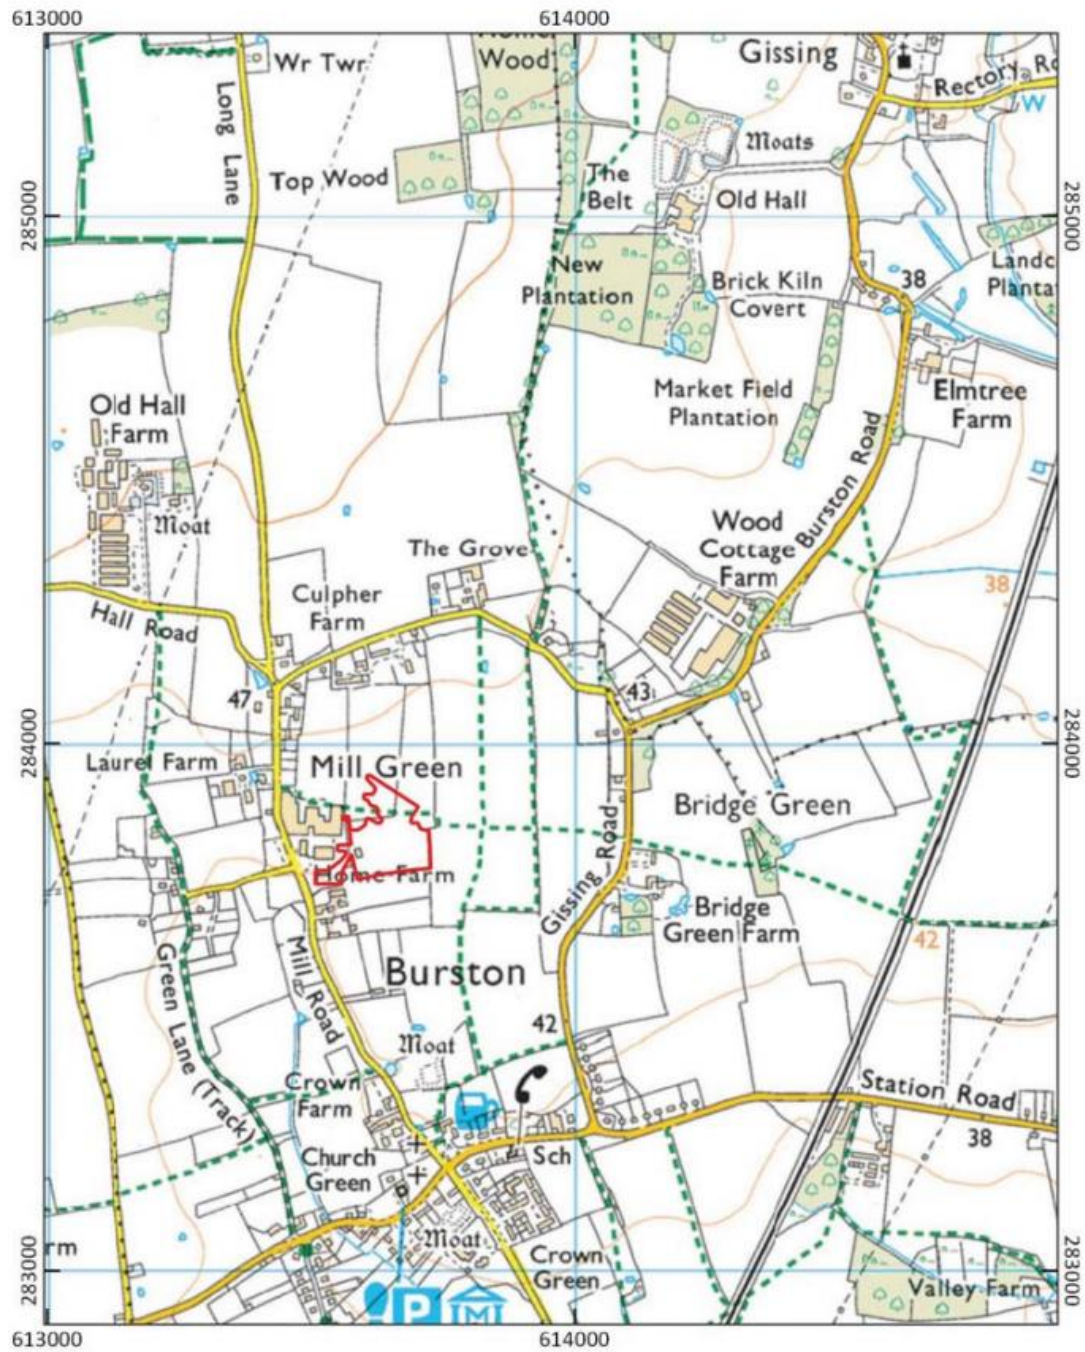 613000
614000
Wood
Gissing
Wr Twr
Rectory
W
Long Lane
Moats
Top Wood
The
Belt
Old Hall
285000
285000
New
Plantation
Brick Kiln
Covert
38
Market Field
Plantation
Elmtree
Farm
Old Hall
Farm
Moat
Burston Road
Wood
Cottage
Farm
The Grove
Culpher
Farm
38
Hall Road
47
43
284000
284000
Laurel Farm
Mill Green
Bridge Green
Home Farm
Gissing Road
Bridge
Green Farm
42
Green Lane (Track)
Mill Road
Burston
42
Moat
Crown
Farm
Station Road
38
Church
Green
Sch
Moat
Crown
Green
rm
283000
283000
Valley Farm
P
M
613000
614000